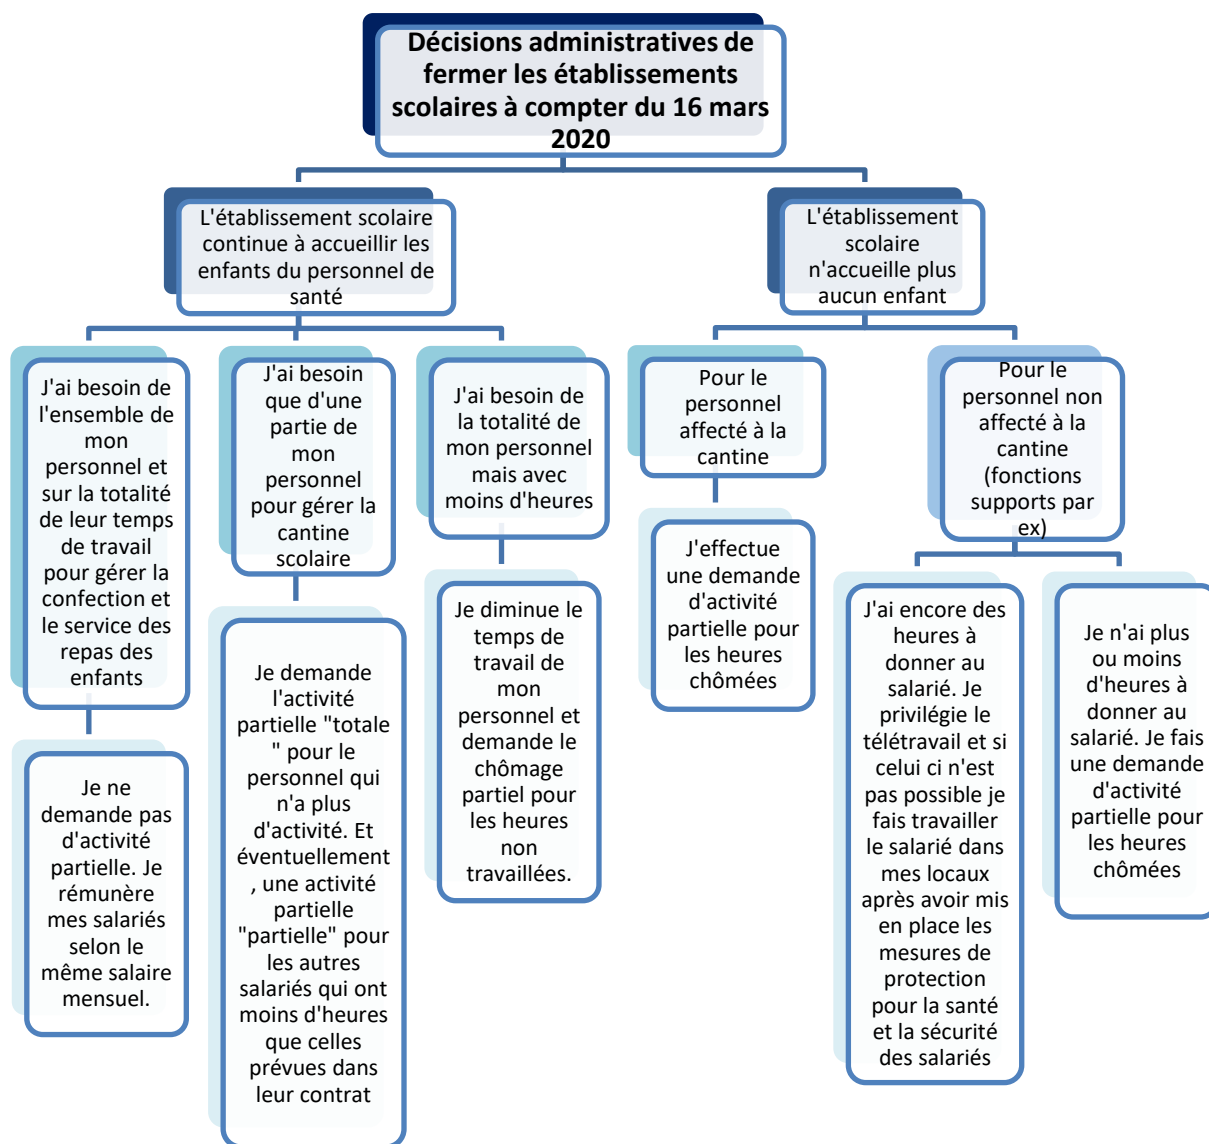 Décisions administratives de
fermer les établissements
scolaires à compter du 16 mars
2020
L'établissement scolaire
continue à accueillir les
enfants du personnel de
santé
L'établissement
scolaire
n'accueille plus
aucun enfant
J'ai besoin de
l'ensemble de
mon
personnel et
sur la totalité
de leur temps
de travail
pour gérer la
confection et
le service des
repas des
enfants
J'ai besoin
que d'une
partie de
mon
personnel
pour gérer la
cantine
scolaire
J'ai besoin de
la totalité de
mon personnel
mais avec
moins d'heures
Pour le
personnel
affecté à la
cantine
Pour le
personnel non
affecté à la
cantine
(fonctions
supports par
ex)
Je ne
demande pas
d'activité
partielle. Je
rémunère
mes salariés
selon le
même salaire
mensuel.
Je demande
l'activité
partielle "totale
" pour le
personnel qui
n'a plus
d'activité. Et
éventuellement
, une activité
partielle
"partielle" pour
les autres
salariés qui ont
moins d'heures
que celles
prévues dans
leur contrat
Je diminue le
temps de
travail de
mon
personnel et
demande le
chômage
partiel pour
les heures
non
travaillées.
J'effectue
une demande
d'activité
partielle pour
les heures
chômées
J'ai encore des
heures à
donner au
salarié. Je
privilégie le
télétravail et si
celui ci n'est
pas possible je
fais travailler
le salarié dans
mes locaux
après avoir mis
en place les
mesures de
protection
pour la santé
et la sécurité
des salariés
Je n'ai plus
ou moins
d'heures à
donner au
salarié. Je fais
une demande
d'activité
partielle pour
les heures
chômées